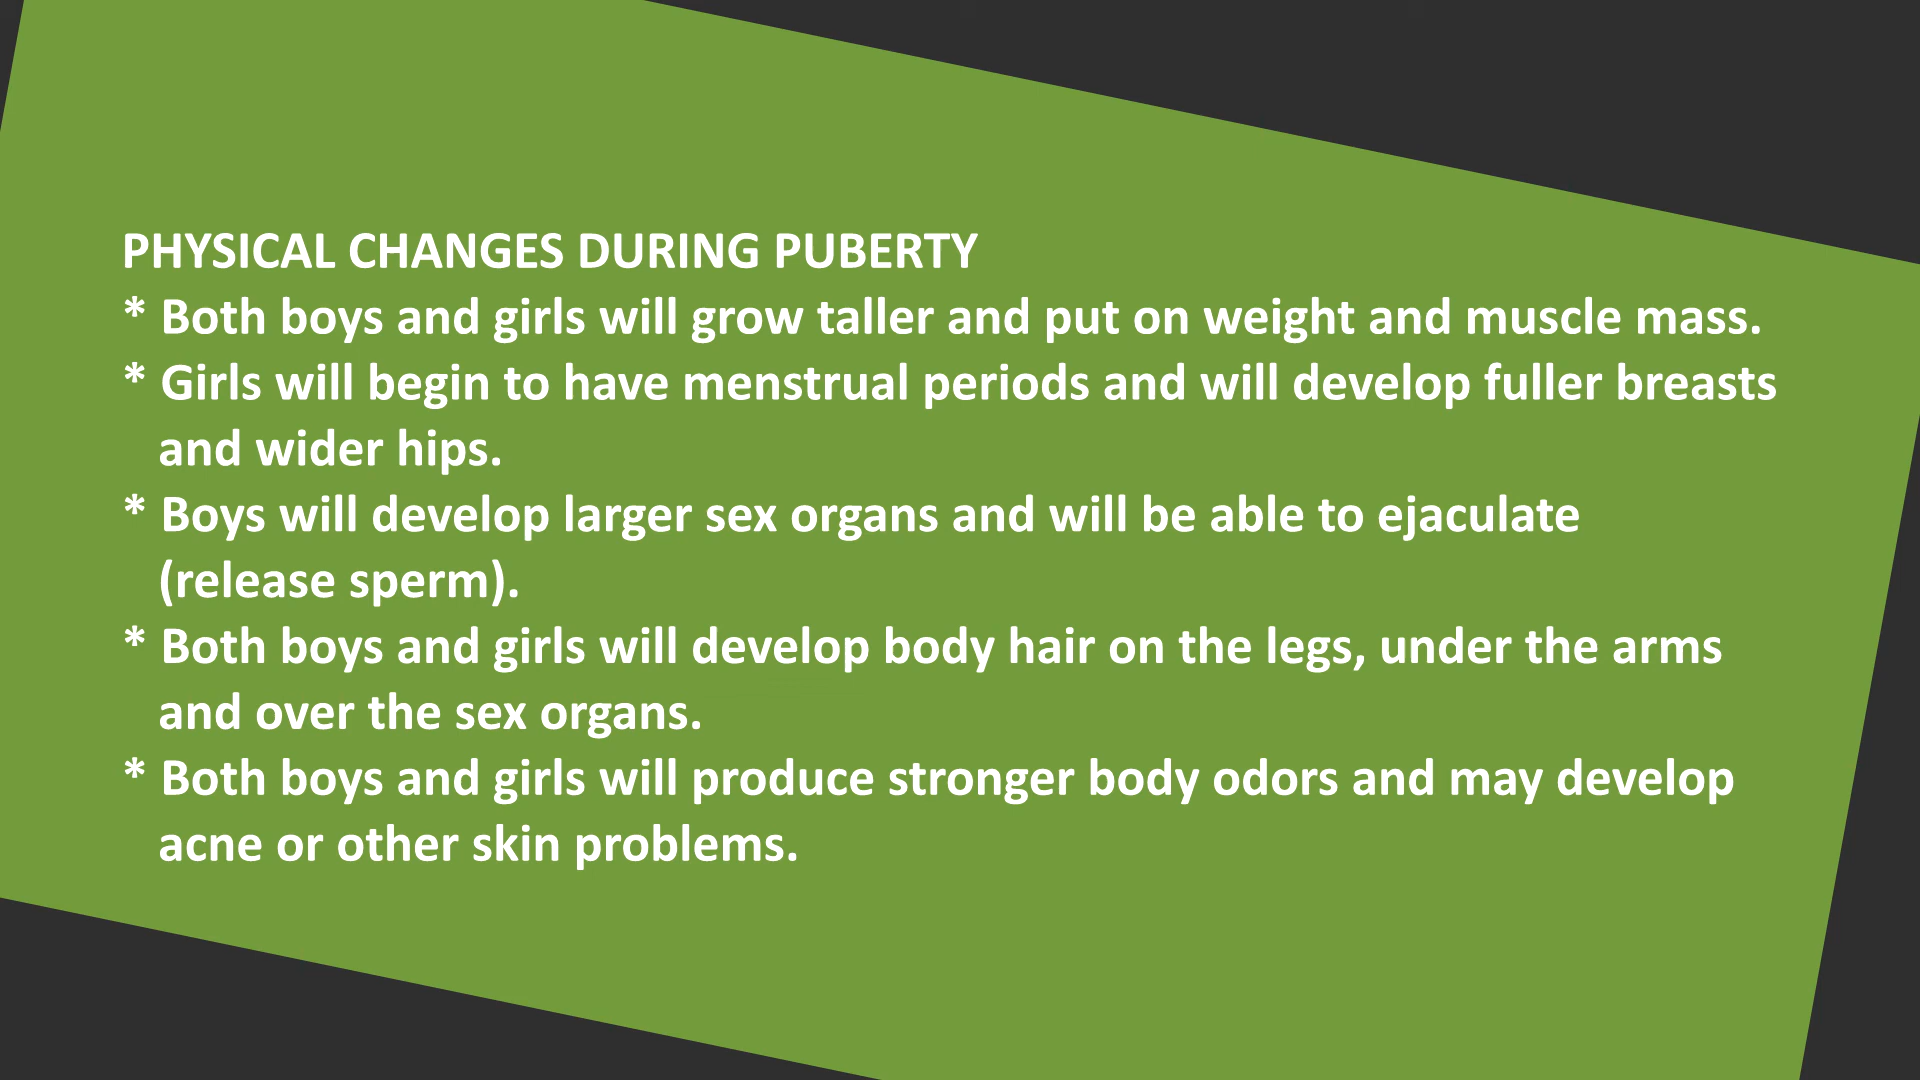 PHYSICAL CHANGES DURING PUBERTY
* Both boys and girls will grow taller and put on weight and muscle mass.
* Girls will begin to have menstrual periods and will develop fuller breasts
and wider hips.
* Boys will develop larger sex organs and will be able to ejaculate
(release sperm).
* Both boys and girls will develop body hair on the legs, under the arms
and over the sex organs.
* Both boys and girls will produce stronger body odors and may develop
acne or other skin problems.